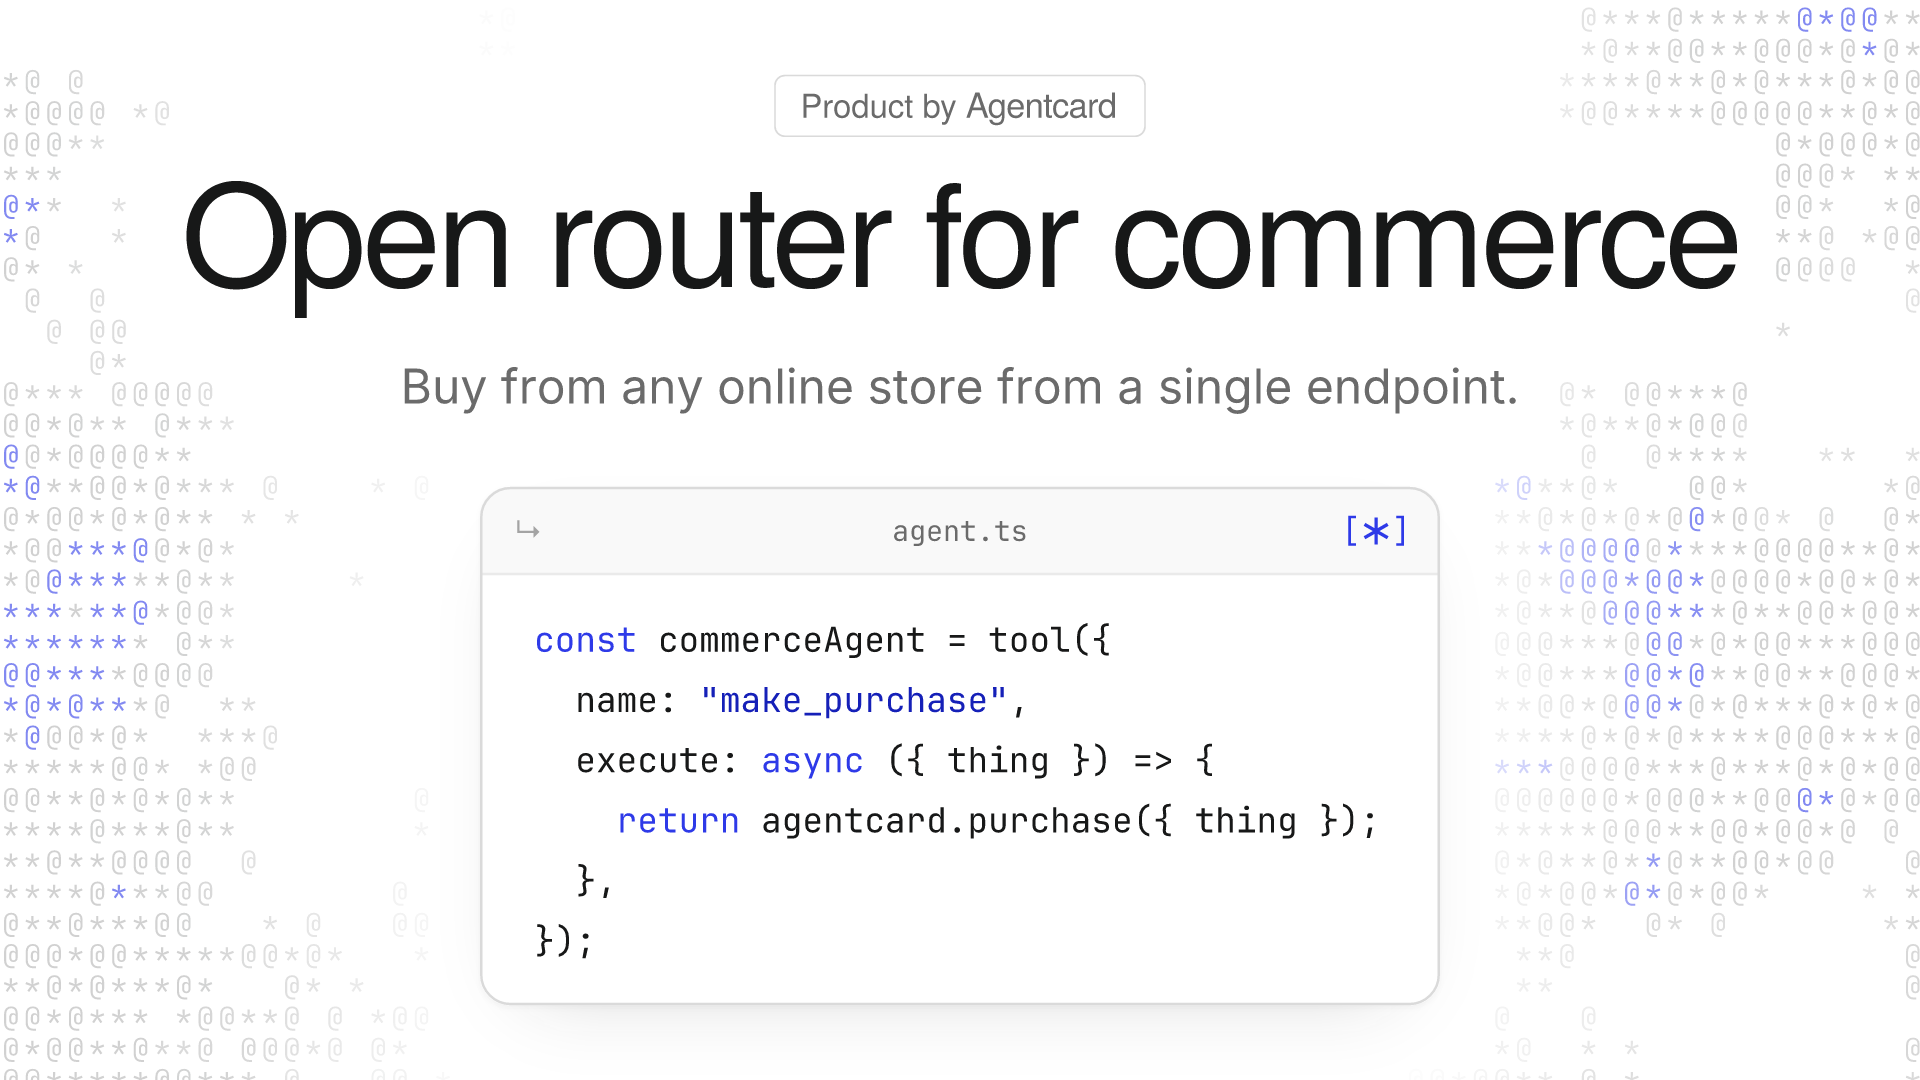 Product by Agentcard
Open router for commerce
Buy from any online store from a single endpoint.
agent.ts
[*]
const commerceAgent = tool({
name: "make_purchase",
execute: async ({ thing }) => {
return agentcard.purchase({ thing });
},
});